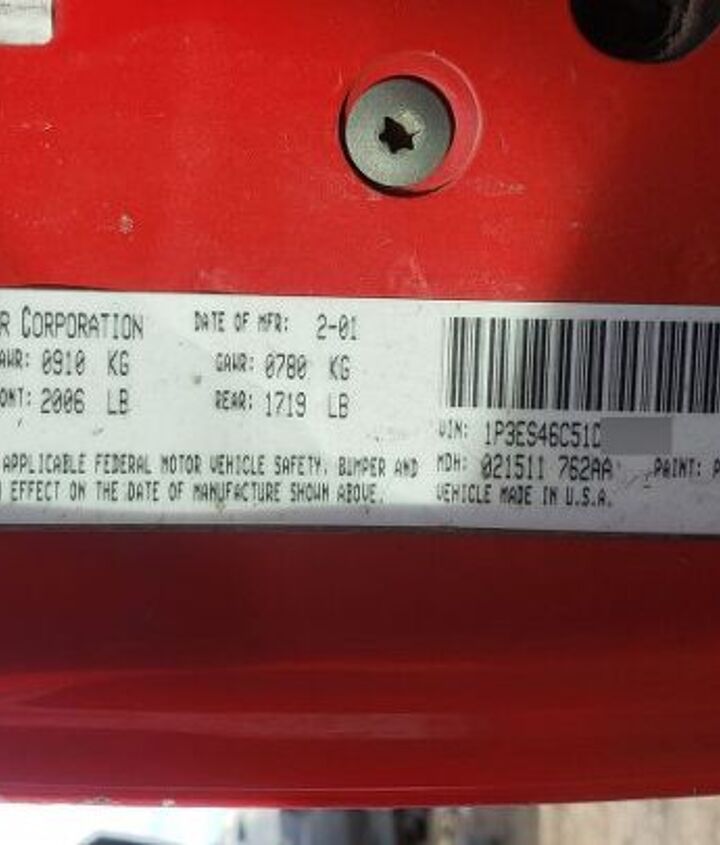 R CORPORATION DATE OF MFR: 2-01
AWR: 0910 KG GAWR: 0780 KG
ONT: 2006 LB REAR: 1719 LB
VIN: 1P3ES46C51D
APPLICABLE FEDERAL MOTOR VEHICLE SAFETY, BUMPER AND
MDH: 021511 762AA PAINT: P
EFFECT ON THE DATE OF MANUFACTURE SHOWN ABOVE.
VEHICLE MADE IN U.S.A.